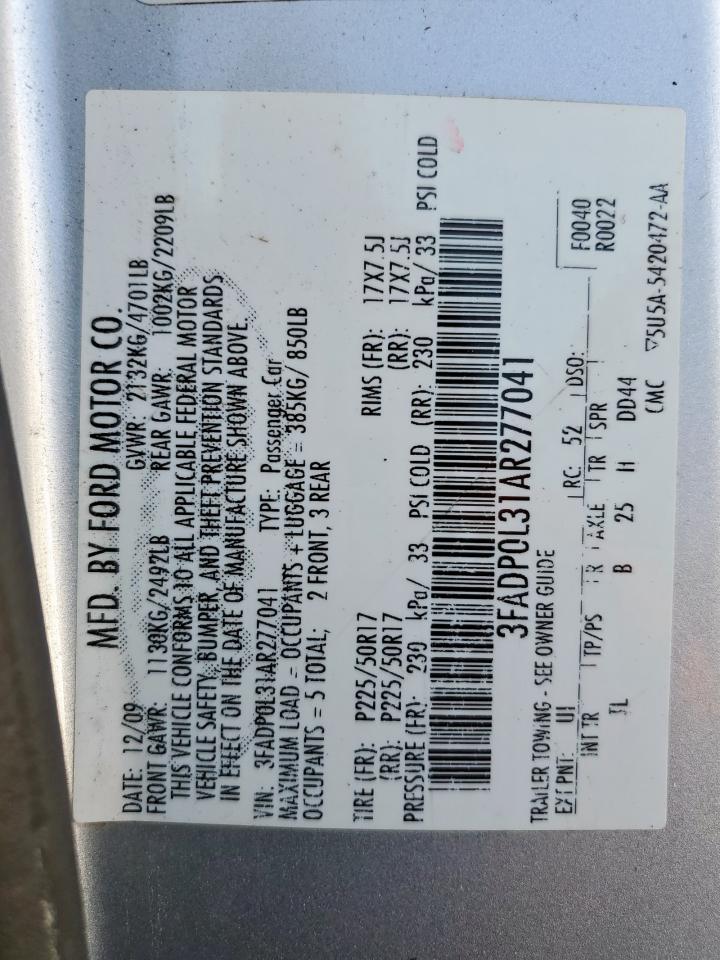 MFD. BY FORD MOTOR CO.
DATE: 12/09 GVWR: 2132KG/4701LB
FRONT GAWR: 1130KG/2492LB REAR GAWR: 1002KG/2209LB
THIS VEHICLE CONFORMS TO ALL APPLICABLE FEDERAL MOTOR
VEHICLE SAFETY, BUMPER, AND THEFT PREVENTION STANDARDS
IN EFFECT ON THE DATE OF MANUFACTURE SHOWN ABOVE.
VIN: 3FADP0L31AR277041 TYPE: Passenger Car
MAXIMUM LOAD = OCCUPANTS + LUGGAGE = 385KG/ 850LB
OCCUPANTS = 5 TOTAL; 2 FRONT, 3 REAR
TIRE (FR): P225/50R17 RIMS (FR): 17X7.5J
(RR): P225/50R17 (RR): 17X7.5J
PRESSURE (FR): 230 kPa/ 33 PSI COLD (RR): 230 kPa/ 33 PSI COLD
3FADP0L31AR277041
TRAILER TOWING - SEE OWNER GUIDE
EXT PNT: UI RC: 52 DSO: F0040
INT TR TP/PS R AXLE TR SPR R0022
TL B 25 H DD44
CMC ▽5U5A-5420472-AA